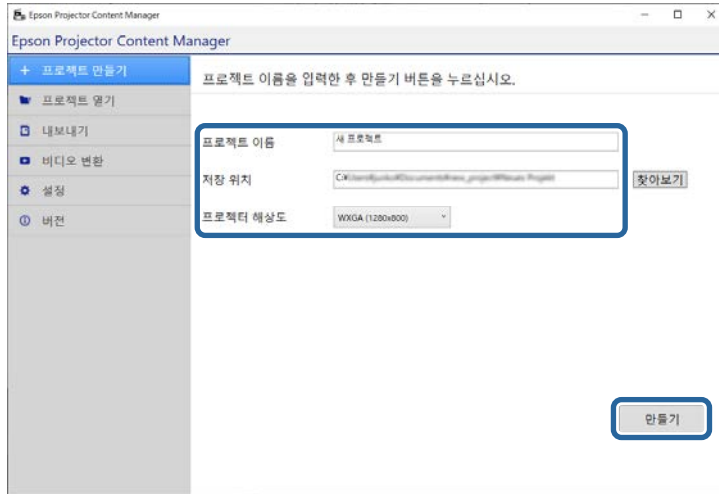 Epson Projector Content Manager
Epson Projector Content Manager
+ 프로젝트 만들기
프로젝트 열기
내보내기
비디오 변환
설정
버전
프로젝트 이름을 입력한 후 만들기 버튼을 누르십시오.
프로젝트 이름
새 프로젝트
저장 위치
찾아보기
프로젝터 해상도
WXGA (1280x800)
만들기